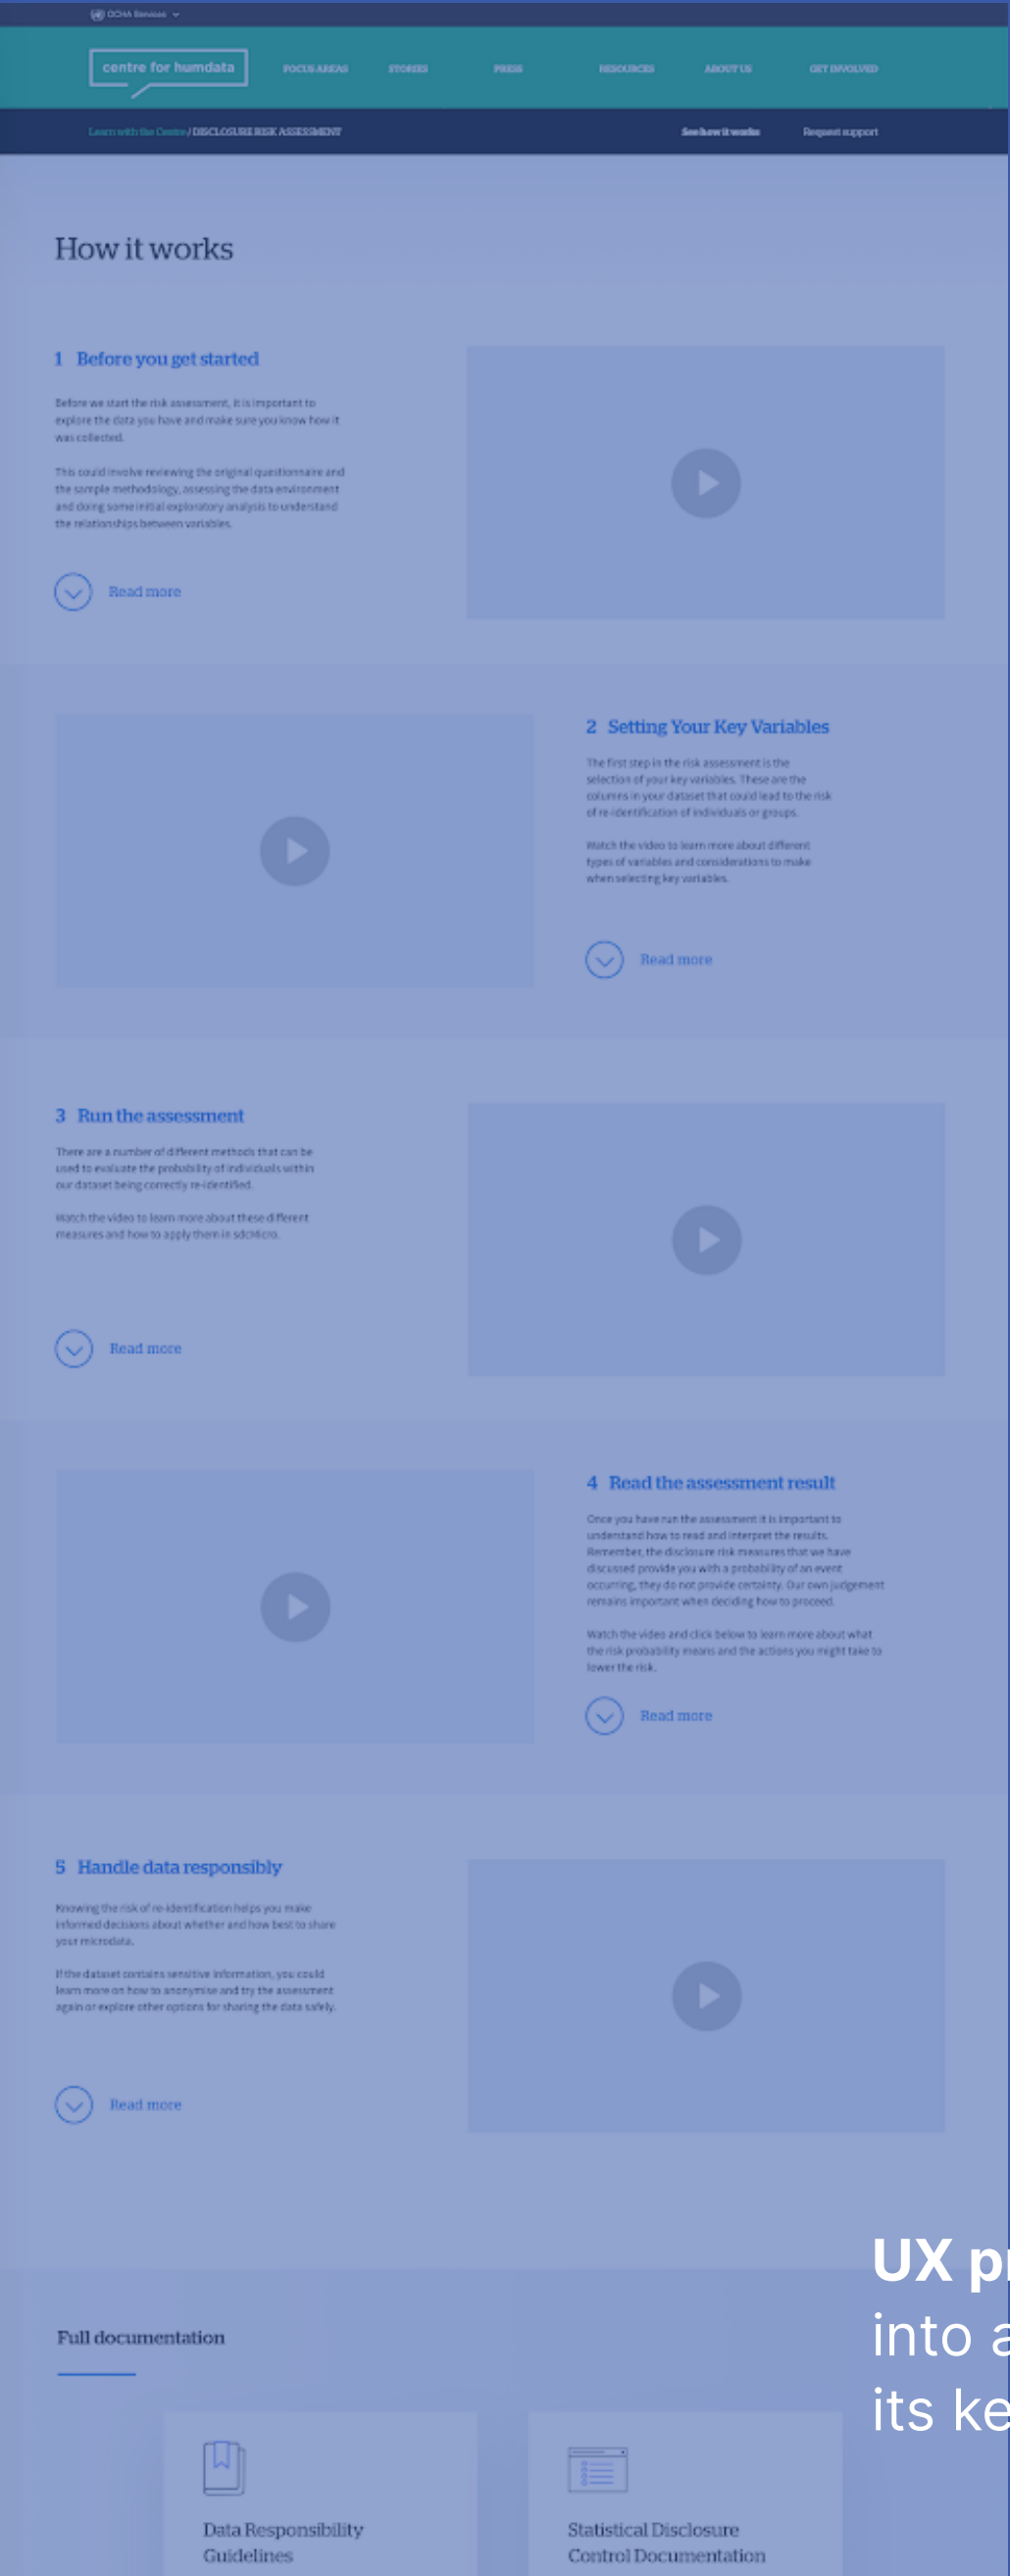 OCHA Services
centre for humdata
FOCUS AREAS
STORIES
PRESS
RESOURCES
ABOUT US
GET INVOLVED
Learn with the Centre / DISCLOSURE RISK ASSESSMENT
See how it works
Request support
How it works
1 Before you get started
Before we start the risk assessment, it is important to
explore the data you have and make sure you know how it
was collected.
This could involve reviewing the original questionnaire and
the sample methodology, assessing the data environment
and doing some initial exploratory analysis to understand
the relationships between variables.
Read more
2 Setting Your Key Variables
The first step in the risk assessment is the
selection of your key variables. These are the
columns in your dataset that could lead to the risk
of re-identification of individuals or groups.
Watch the video to learn more about different
types of variables and considerations to make
when selecting key variables.
Read more
3 Run the assessment
There are a number of different methods that can be
used to evaluate the probability of individuals within
our dataset being correctly re-identified.
Watch the video to learn more about these different
measures and how to apply them in sdcMicro.
Read more
4 Read the assessment result
Once you have run the assessment it is important to
understand how to read and interpret the results.
Remember, the disclosure risk measures that we have
discussed provide you with a probability of an event
occurring, they do not provide certainty. Our own judgement
remains important when deciding how to proceed.
Watch the video and click below to learn more about what
the risk probability means and the actions you might take to
lower the risk.
Read more
5 Handle data responsibly
Knowing the risk of re-identification helps you make
informed decisions about whether and how best to share
your microdata.
If the dataset contains sensitive information, you could
learn more on how to anonymise and try the assessment
again or explore other options for sharing the data safely.
Read more
UX pr
into a
its ke
Full documentation
Data Responsibility
Guidelines
Statistical Disclosure
Control Documentation